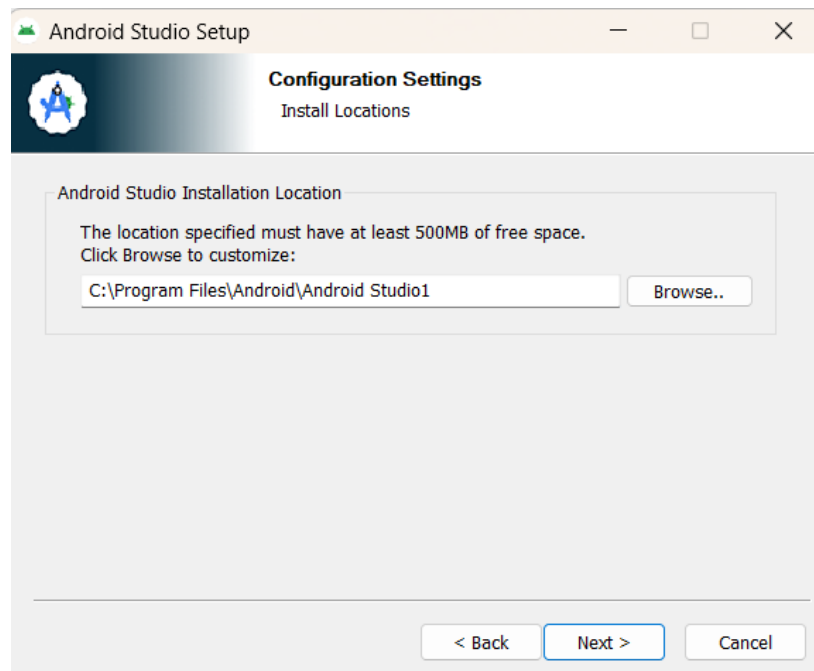 Android Studio Setup
Configuration Settings
Install Locations
Android Studio Installation Location
The location specified must have at least 500MB of free space.
Click Browse to customize:
C:\Program Files\Android\Android Studio1
Browse..
< Back
Next >
Cancel